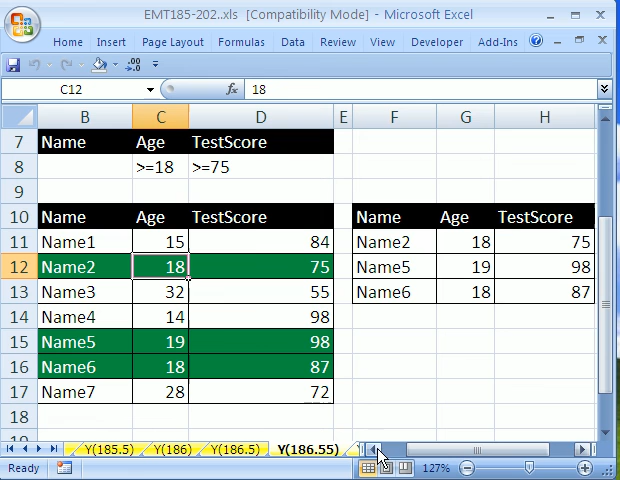 EMT185-202..xls [Compatibility Mode] - Microsoft Excel
Home Insert Page Layout Formulas Data Review View Developer Add-Ins
C12 fx 18
B C D E F G H
7 Name Age TestScore
8 >=18 >=75
9
10 Name Age TestScore Name Age TestScore
11 Name1 15 84 Name2 18 75
12 Name2 18 75 Name5 19 98
13 Name3 32 55 Name6 18 87
14 Name4 14 98
15 Name5 19 98
16 Name6 18 87
17 Name7 28 72
18
Y(185.5) Y(186) Y(186.5) Y(186.55)
Ready 127%